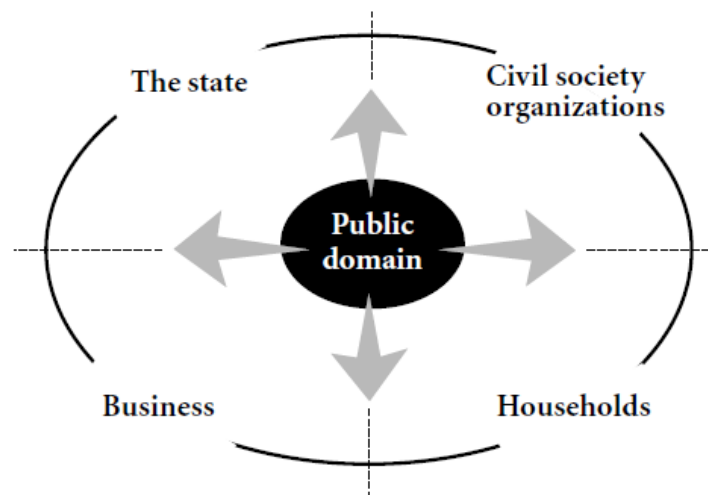 The state
Civil society
organizations
Public
domain
Business
Households